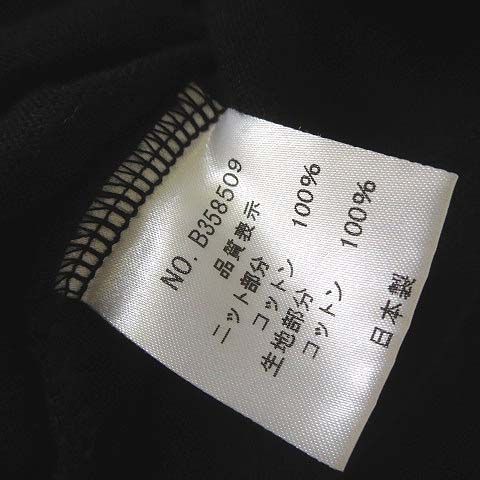 NO. B358509
品質表示
ニット部分
コットン 100%
生地部分
コットン 100%
日本製